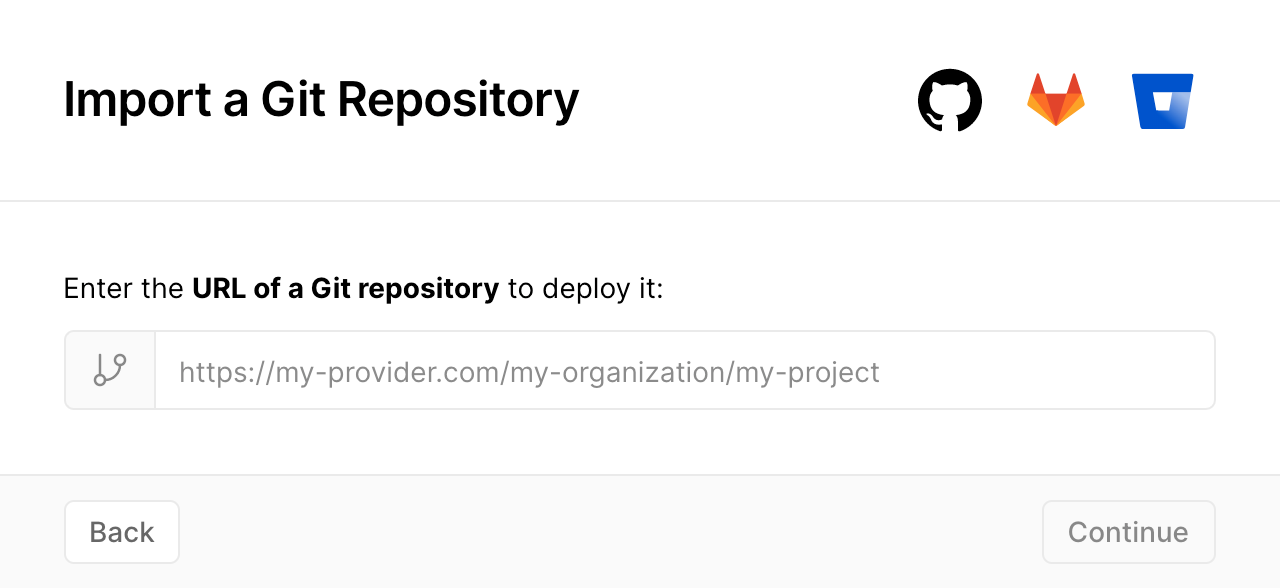 Import a Git Repository
Enter the URL of a Git repository to deploy it:
https://my-provider.com/my-organization/my-project
Back
Continue